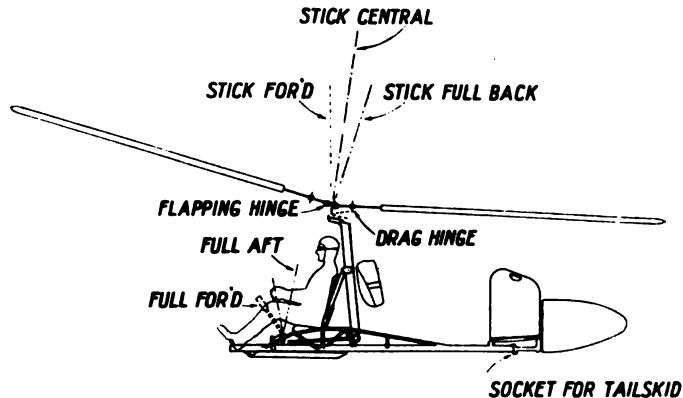 STICK CENTRAL
STICK FOR'D
STICK FULL BACK
FLAPPING HINGE
DRAG HINGE
FULL AFT
FULL FOR'D
SOCKET FOR TAILSKID